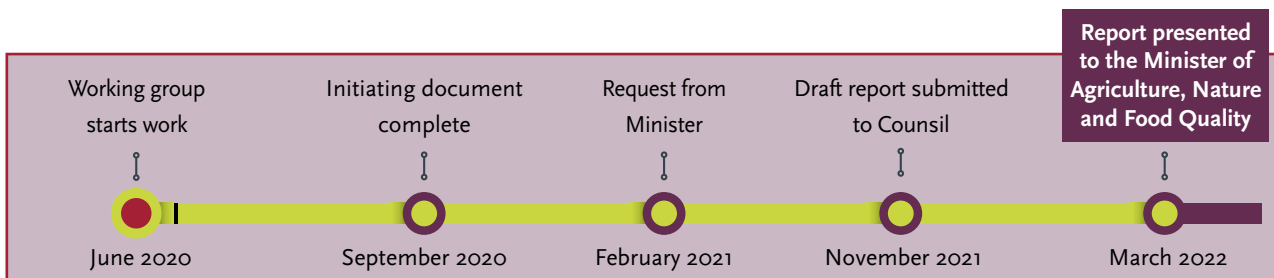 Working group
starts work
June 2020
Initiating document
complete
September 2020
Request from
Minister
February 2021
Draft report submitted
to Counsil
November 2021
Report presented
to the Minister of
Agriculture, Nature
and Food Quality
March 2022